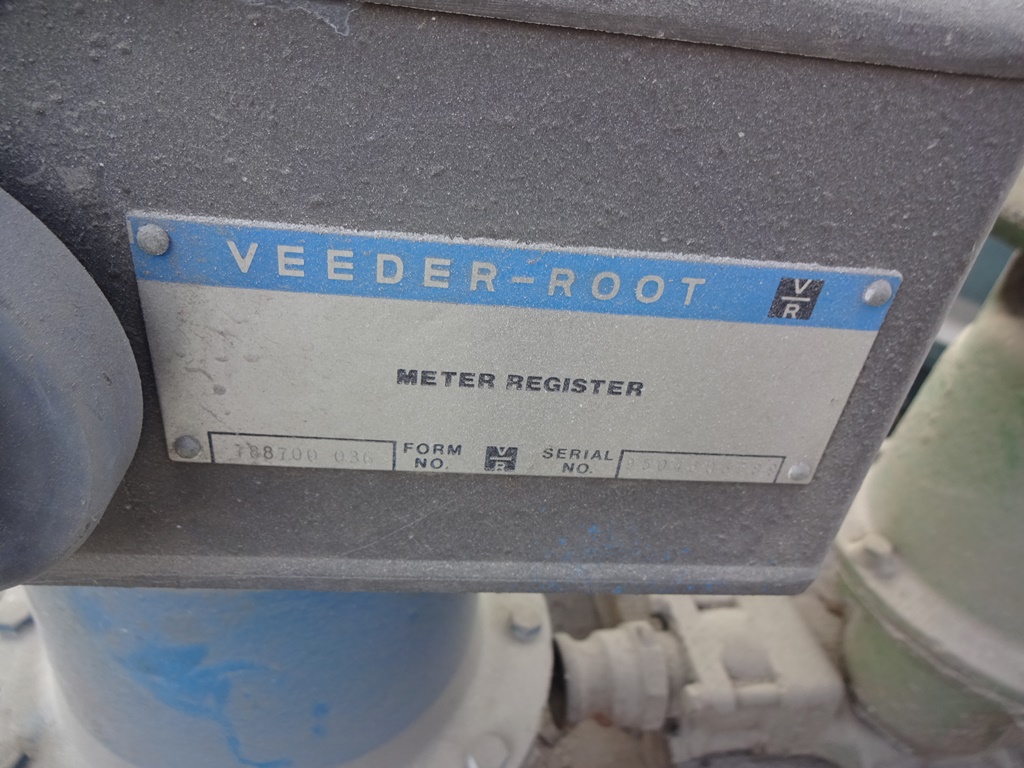 VEEDER-ROOT
V
R
METER REGISTER
788700 036 FORM NO. V/R SERIAL NO.